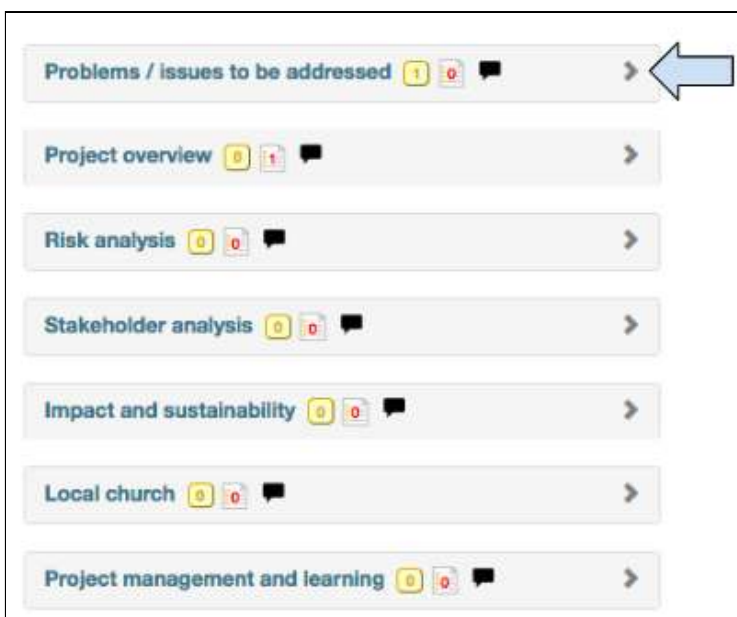 Problems / issues to be addressed 1 0
Project overview 0 1
Risk analysis 0 0
Stakeholder analysis 0 0
Impact and sustainability 0 0
Local church 0 0
Project management and learning 0 0